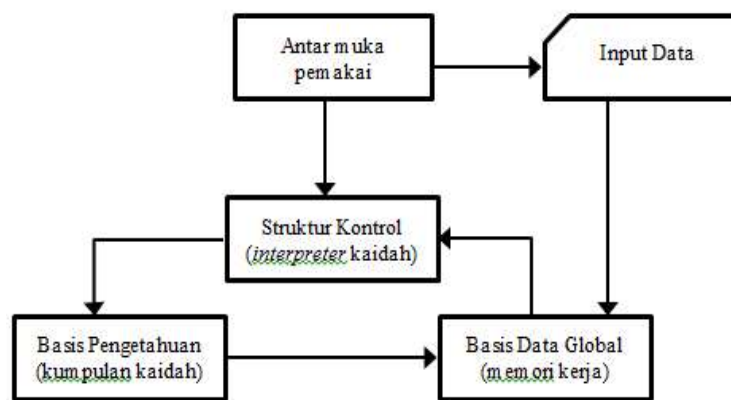 Antar muka
pemakai
Input Data
Struktur Kontrol
(interpreter kaidah)
Basis Pengetahuan
(kumpulan kaidah)
Basis Data Global
(memori kerja)